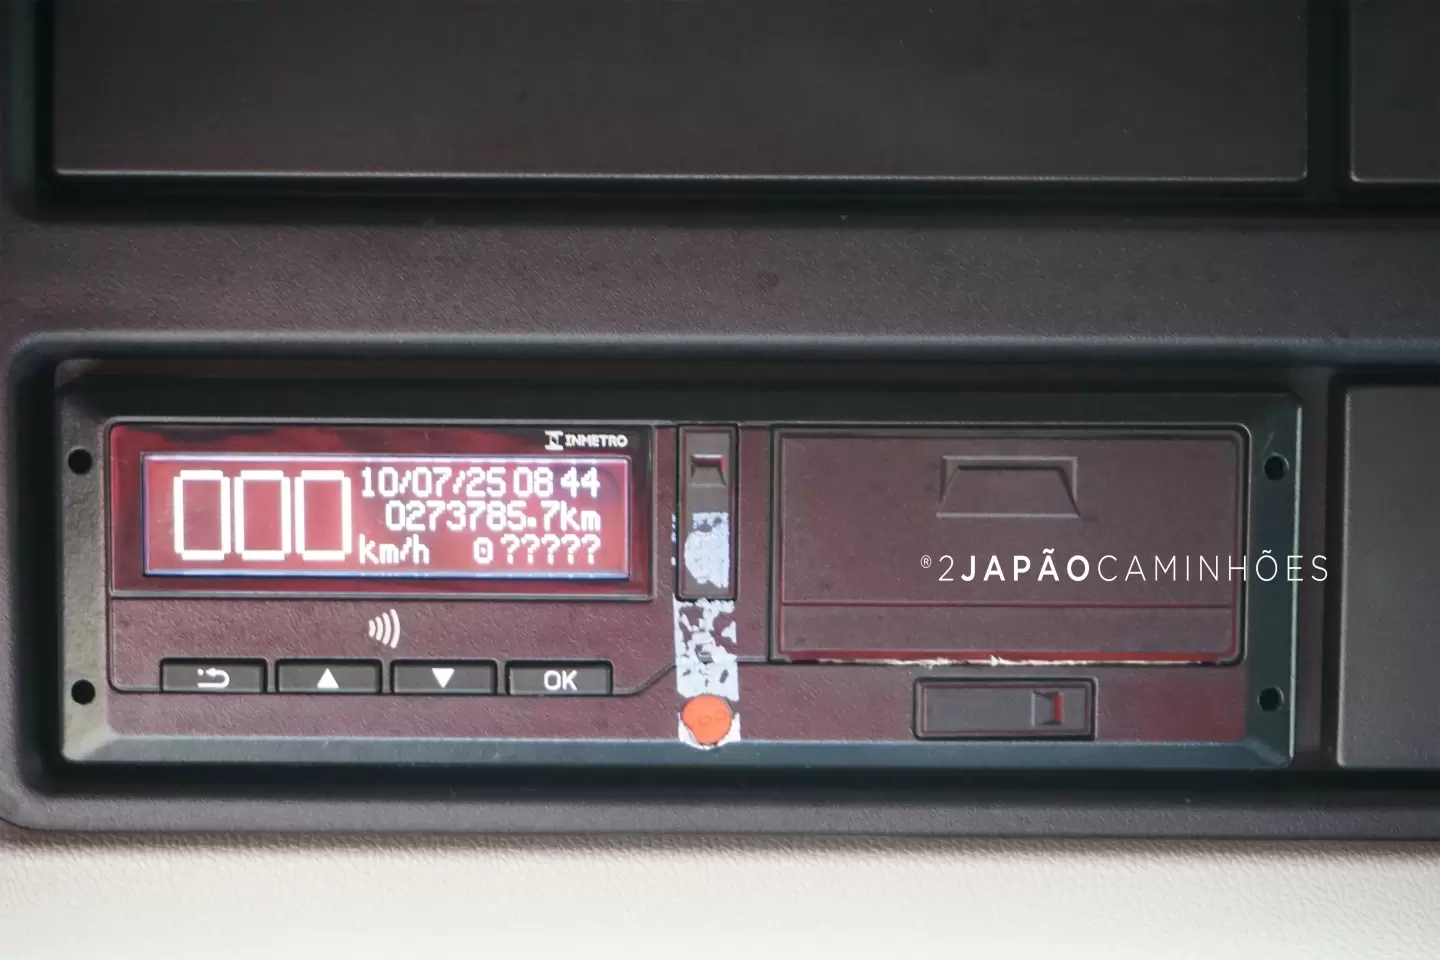 INMETRO
000 10/07/25 08 44
0273785.7km
km/h 0 ?????
OK
®2JAPÃOCAMINHÕES